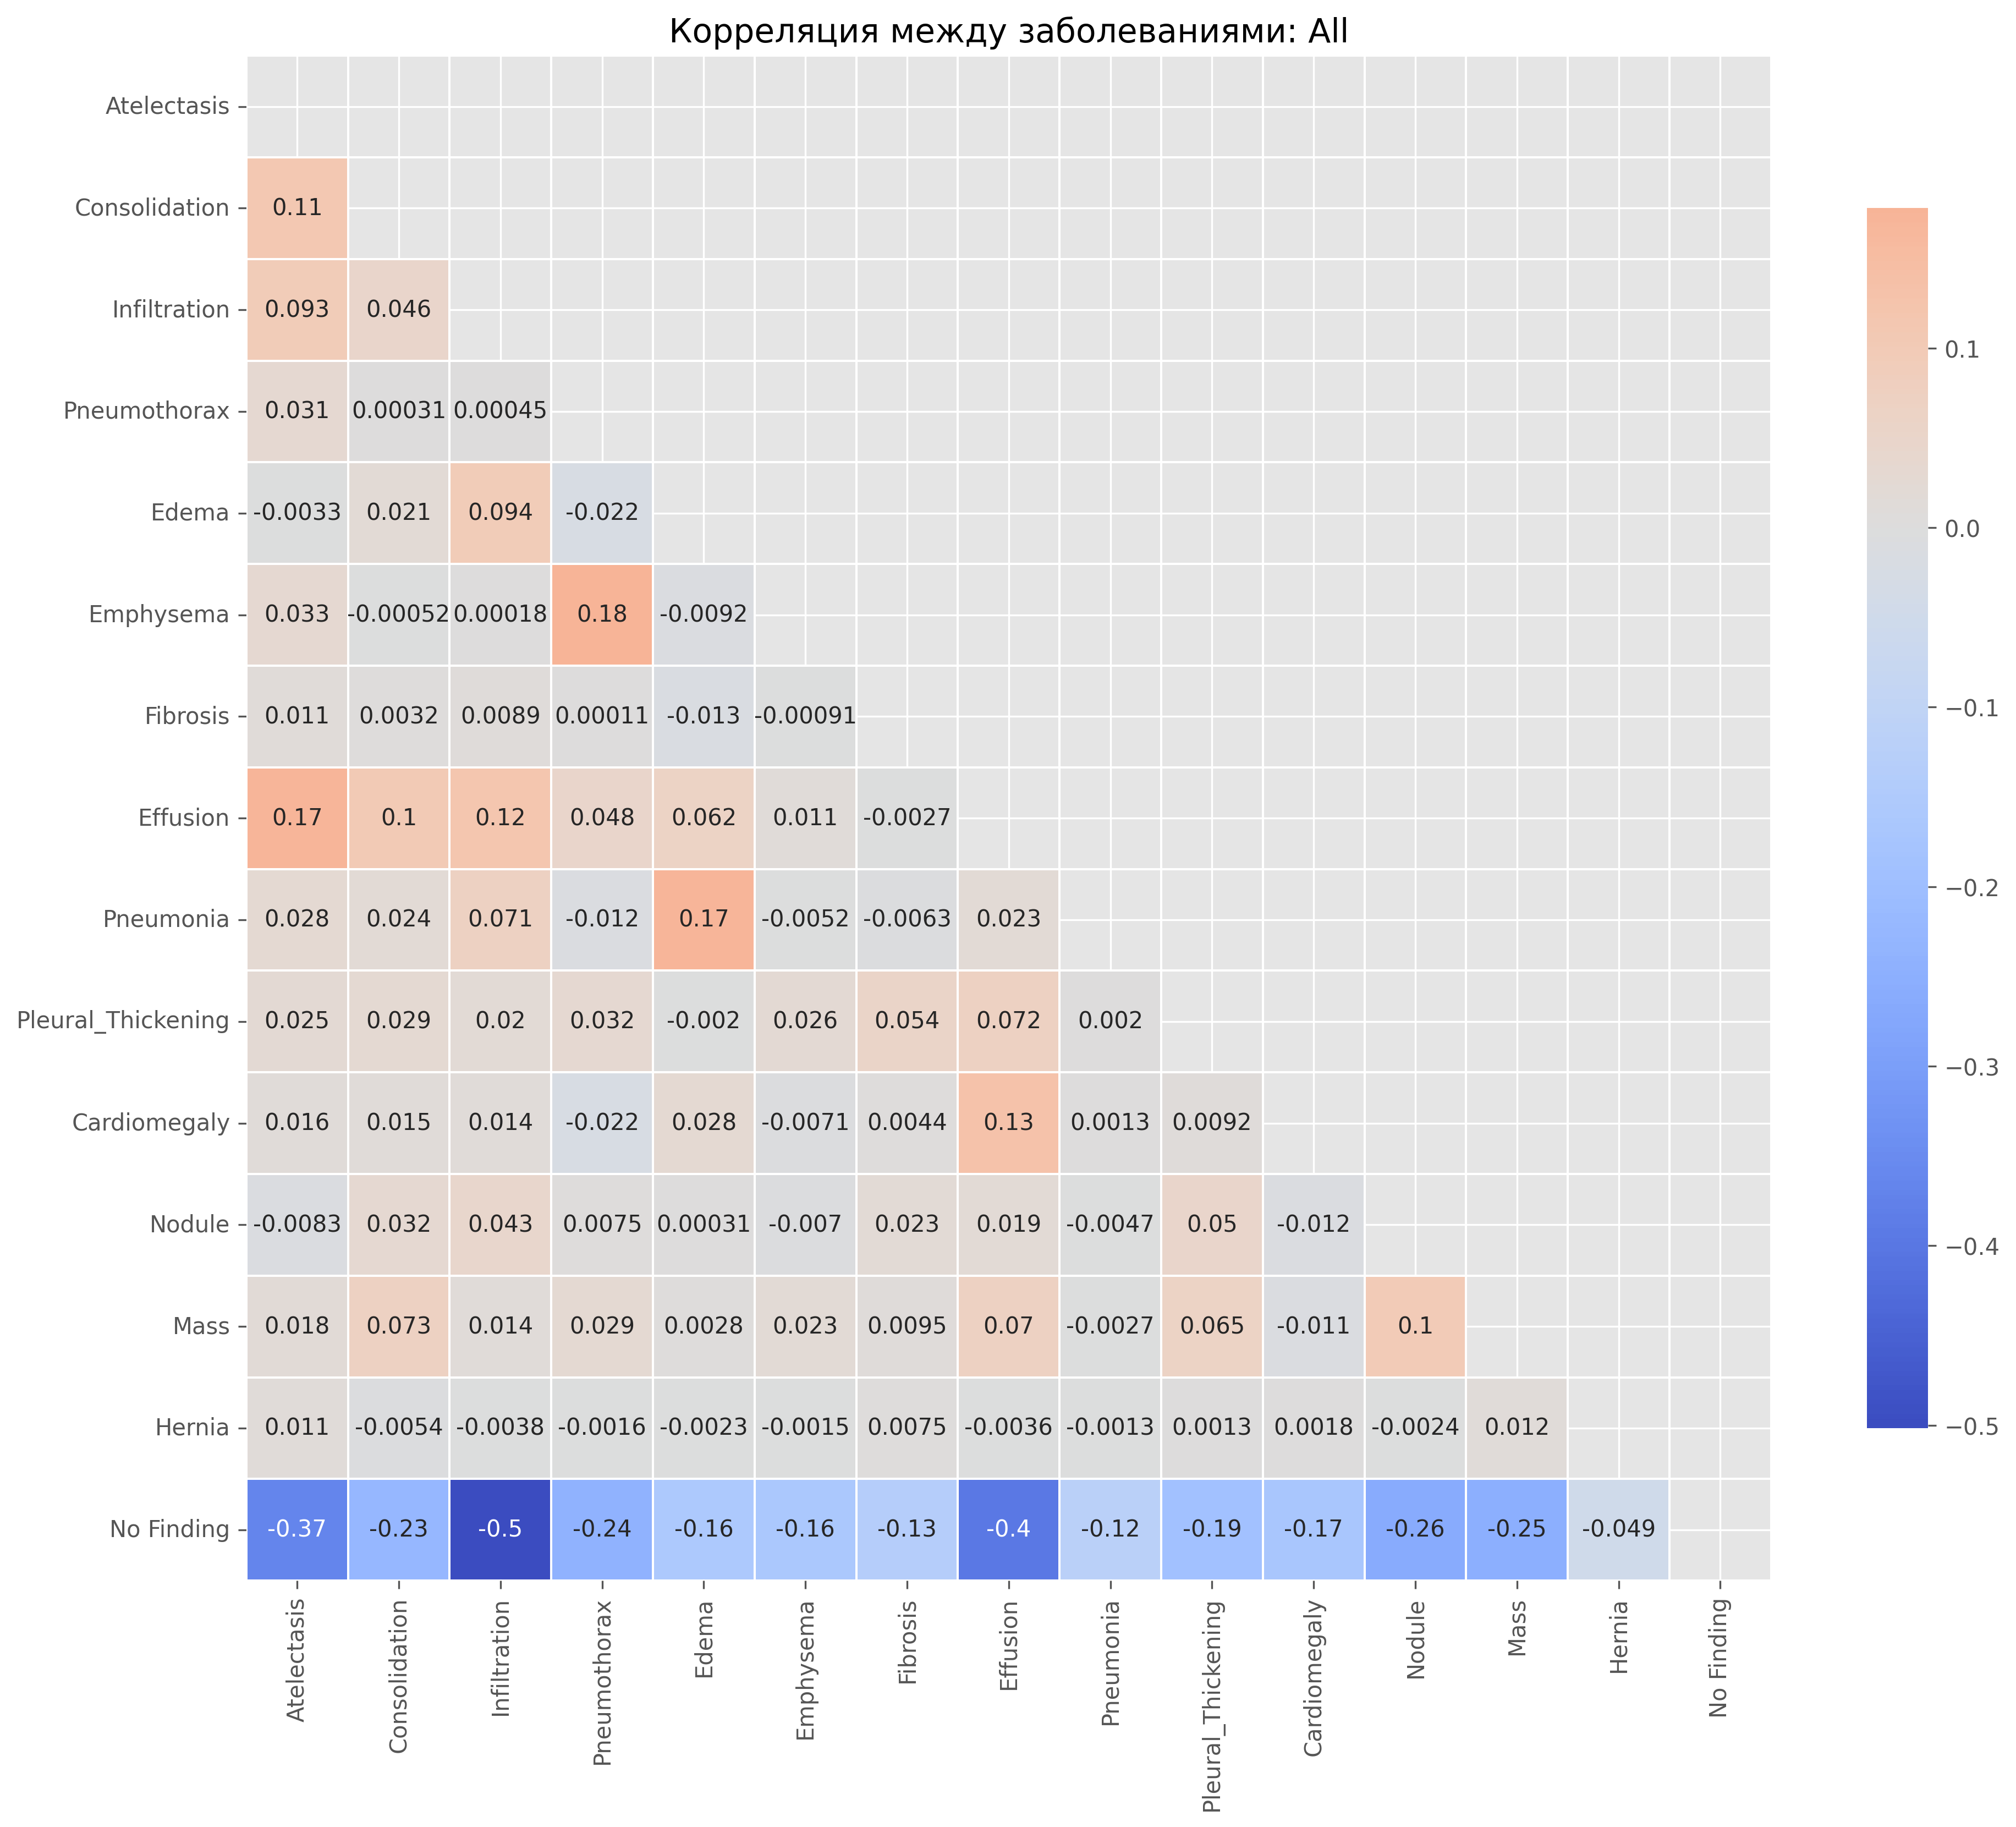 Корреляция между заболеваниями: All
Atelectasis
Consolidation 0.11
Infiltration 0.093 0.046
Pneumothorax 0.031 0.00031 0.00045
Edema -0.0033 0.021 0.094 -0.022
Emphysema 0.033 -0.00052 0.00018 0.18 -0.0092
Fibrosis 0.011 0.0032 0.0089 0.00011 -0.013 -0.00091
Effusion 0.17 0.1 0.12 0.048 0.062 0.011 -0.0027
Pneumonia 0.028 0.024 0.071 -0.012 0.17 -0.0052 -0.0063 0.023
Pleural_Thickening 0.025 0.029 0.02 0.032 -0.002 0.026 0.054 0.072 0.002
Cardiomegaly 0.016 0.015 0.014 -0.022 0.028 -0.0071 0.0044 0.13 0.0013 0.0092
Nodule -0.0083 0.032 0.043 0.0075 0.00031 -0.007 0.023 0.019 -0.0047 0.05 -0.012
Mass 0.018 0.073 0.014 0.029 0.0028 0.023 0.0095 0.07 -0.0027 0.065 -0.011 0.1
Hernia 0.011 -0.0054 -0.0038 -0.0016 -0.0023 -0.0015 0.0075 -0.0036 -0.0013 0.0013 0.0018 -0.0024 0.012
No Finding -0.37 -0.23 -0.5 -0.24 -0.16 -0.16 -0.13 -0.4 -0.12 -0.19 -0.17 -0.26 -0.25 -0.049
Atelectasis
Consolidation
Infiltration
Pneumothorax
Edema
Emphysema
Fibrosis
Effusion
Pneumonia
Pleural_Thickening
Cardiomegaly
Nodule
Mass
Hernia
No Finding
0.1
0.0
−0.1
−0.2
−0.3
−0.4
−0.5